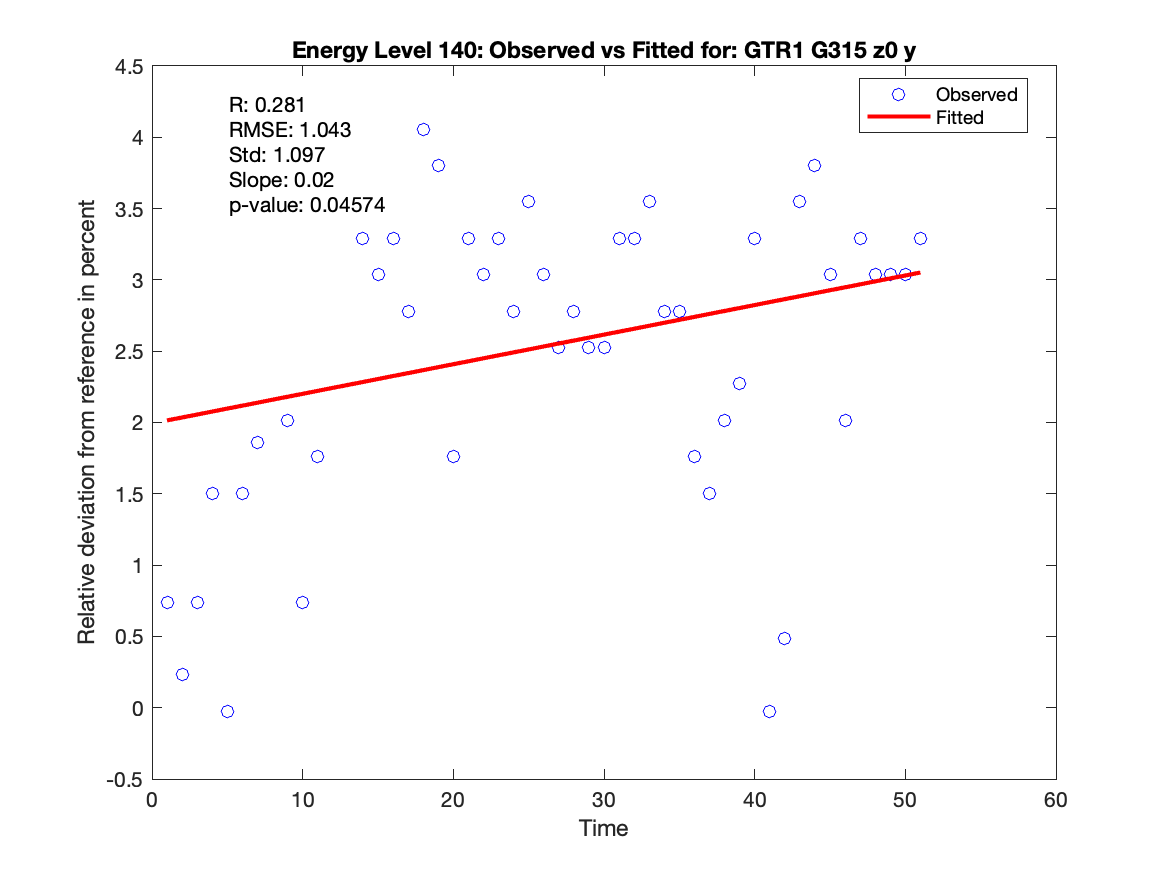 Energy Level 140: Observed vs Fitted for: GTR1 G315 z0 y
R: 0.281
RMSE: 1.043
Std: 1.097
Slope: 0.02
p-value: 0.04574
Observed
Fitted
Relative deviation from reference in percent
4.5
4
3.5
3
2.5
2
1.5
1
0.5
0
-0.5
0 10 20 30 40 50 60
Time